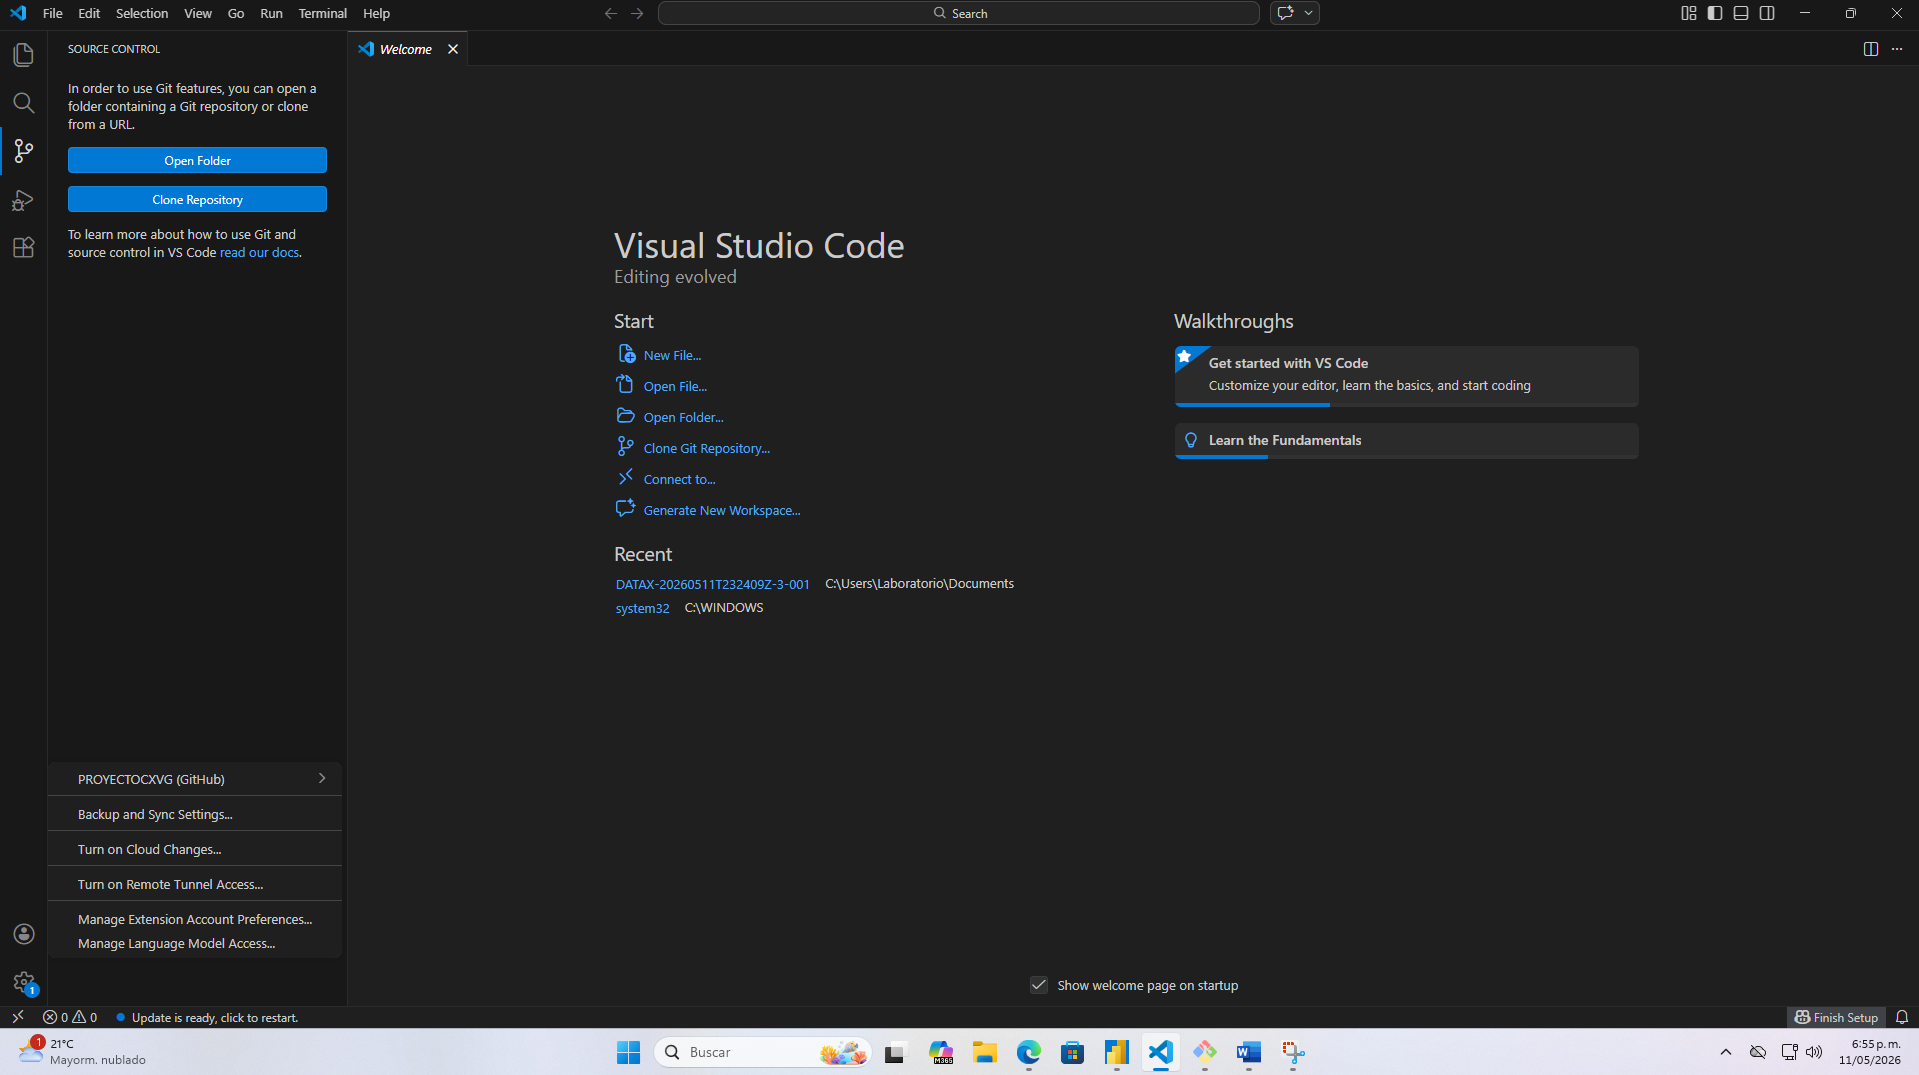 File Edit Selection View Go Run Terminal Help
Search
SOURCE CONTROL
Welcome
In order to use Git features, you can open a
folder containing a Git repository or clone
from a URL.
Open Folder
Clone Repository
To learn more about how to use Git and
source control in VS Code read our docs.
Visual Studio Code
Editing evolved
Start
New File...
Open File...
Open Folder...
Clone Git Repository...
Connect to...
Generate New Workspace...
Recent
DATAX-20260511T232409Z-3-001 C:\Users\Laboratorio\Documents
system32 C:\WINDOWS
Walkthroughs
Get started with VS Code
Customize your editor, learn the basics, and start coding
Learn the Fundamentals
PROYECTOCXVG (GitHub)
Backup and Sync Settings...
Turn on Cloud Changes...
Turn on Remote Tunnel Access...
Manage Extension Account Preferences...
Manage Language Model Access...
1
Show welcome page on startup
0 0 Update is ready, click to restart.
Finish Setup
1
21°C
Mayorm. nublado
Buscar
M365
6:55 p. m.
11/05/2026